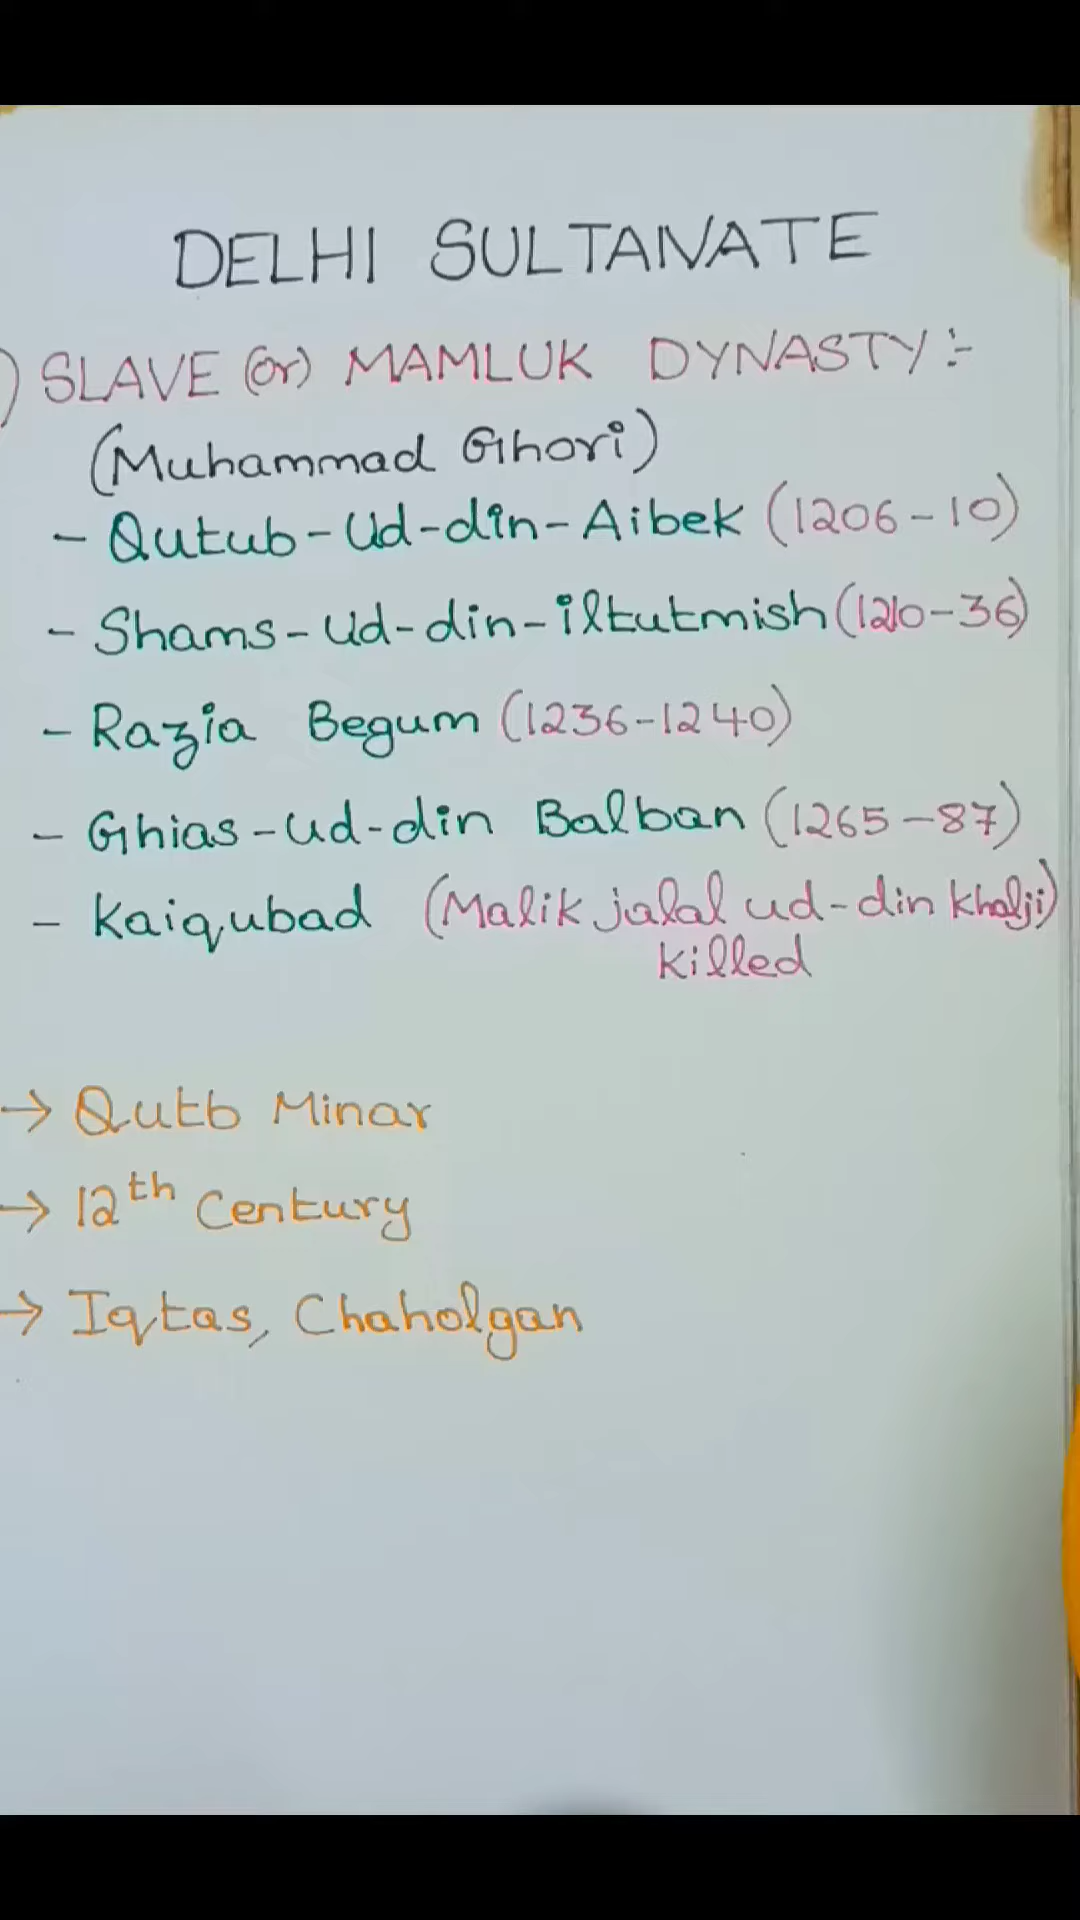 DELHI SULTANATE
) SLAVE (or) MAMLUK DYNASTY :-
(Muhammad Ghori)
- Qutub-Ud-din-Aibek (1206-10)
- Shams-Ud-din-iltutmish (1210-36)
- Razia Begum (1236-1240)
- Ghias-Ud-din Balban (1265-87)
- Kaiqubad (Malik jalal ud-din khalji)
killed
→ Qutb Minar
→ 12th Century
→ Iqtas, Chaholgan